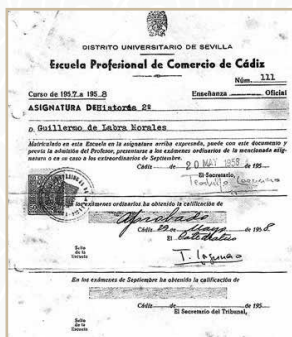 DISTRITO UNIVERSITARIO DE SEVILLA
Escuela Profesional de Comercio de Cádiz
Núm. 111
Curso de 1957 a 1958 Enseñanza Oficial
ASIGNATURA DE Historia 2ª
D. Guillermo de Labra Morales
Matriculado en esta Escuela en la asignatura arriba expresada, puede con este documento y
previa la admisión del Profesor, presentarse a los exámenes ordinarios de la mencionada asig-
natura o en su caso a los extraordinarios de Septiembre.
Cádiz 20 MAY 1958 de 195
El Secretario,
En los exámenes ordinarios ha obtenido la calificación de
Aprobado
Cádiz 29 de Mayo de 1958
El Catedrático
Sello
de la
Escuela
En los exámenes de Septiembre ha obtenido la calificación de
Cádiz de de 195
El Secretario del Tribunal,
Sello
de la
Escuela